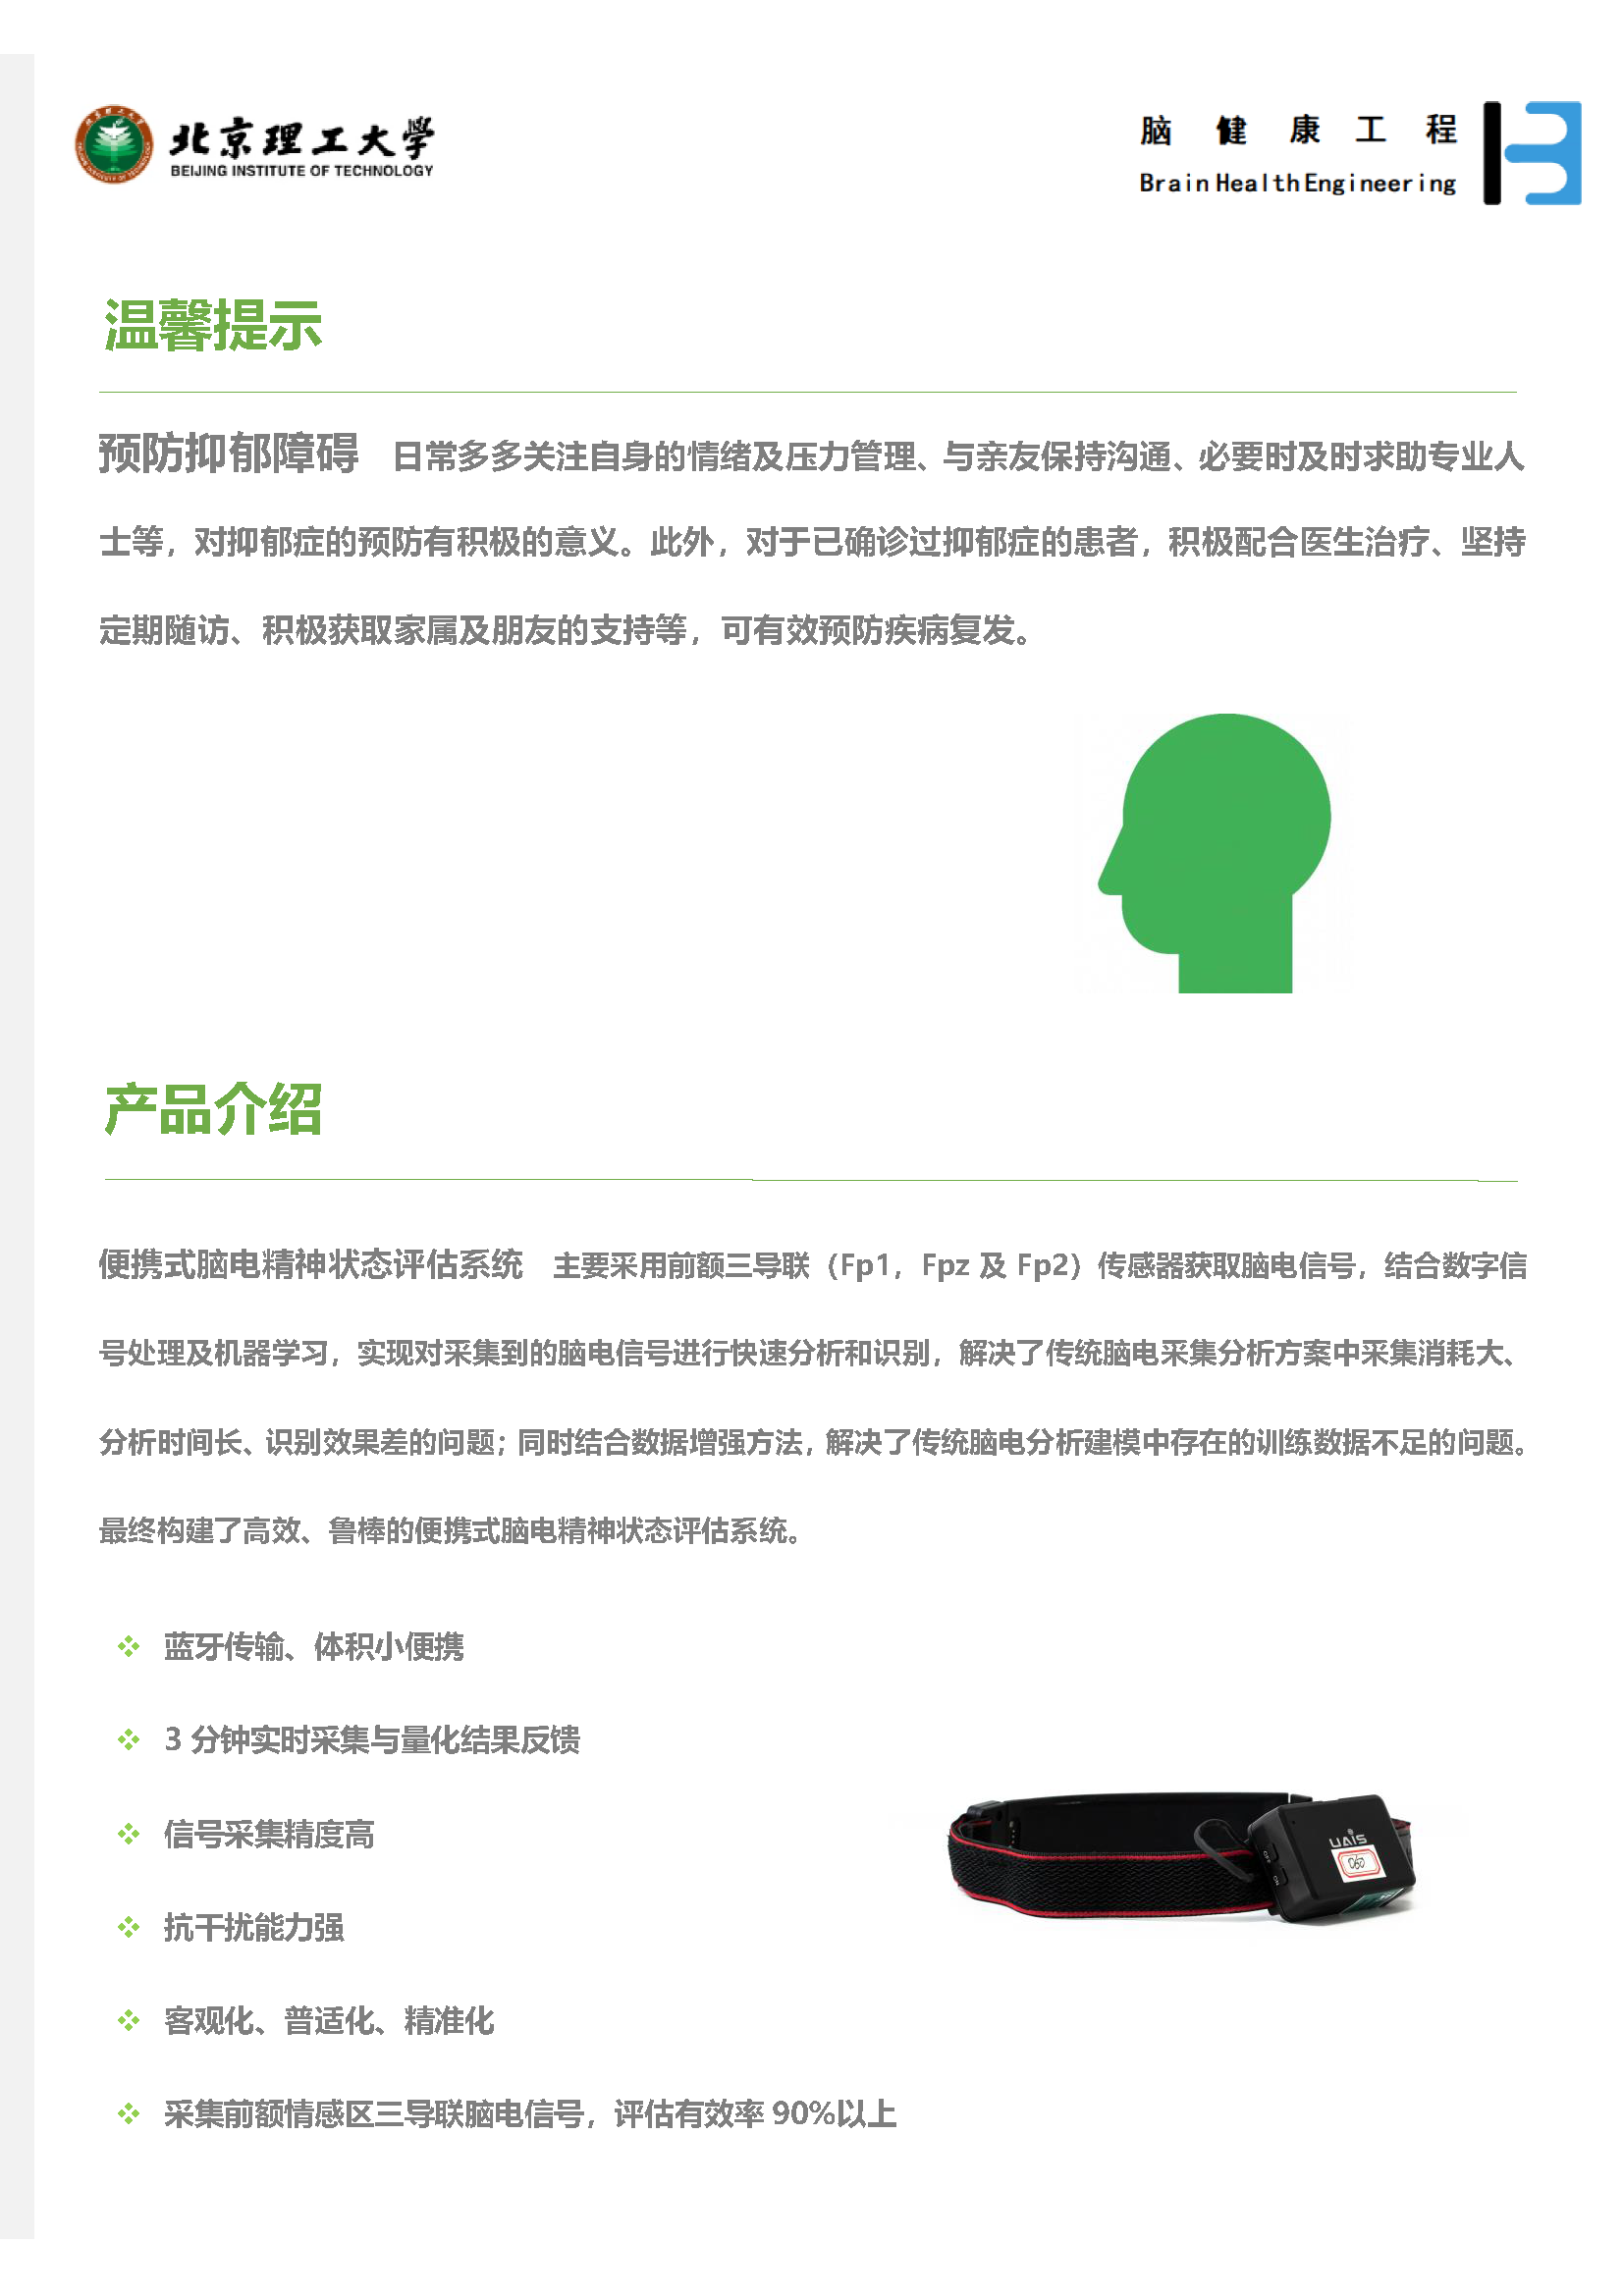 北京理工大学
BEIJING INSTITUTE OF TECHNOLOGY
脑健康工程
Brain Health Engineering
温馨提示
预防抑郁障碍 日常多多关注自身的情绪及压力管理、与亲友保持沟通、必要时及时求助专业人
士等，对抑郁症的预防有积极的意义。此外，对于已确诊过抑郁症的患者，积极配合医生治疗、坚持
定期随访、积极获取家属及朋友的支持等，可有效预防疾病复发。
产品介绍
便携式脑电精神状态评估系统 主要采用前额三导联（Fp1，Fpz 及 Fp2）传感器获取脑电信号，结合数字信
号处理及机器学习，实现对采集到的脑电信号进行快速分析和识别，解决了传统脑电采集分析方案中采集消耗大、
分析时间长、识别效果差的问题；同时结合数据增强方法，解决了传统脑电分析建模中存在的训练数据不足的问题。
最终构建了高效、鲁棒的便携式脑电精神状态评估系统。
❖ 蓝牙传输、体积小便携
❖ 3 分钟实时采集与量化结果反馈
❖ 信号采集精度高
❖ 抗干扰能力强
❖ 客观化、普适化、精准化
❖ 采集前额情感区三导联脑电信号，评估有效率 90%以上
UAIS
060
OFF
ON